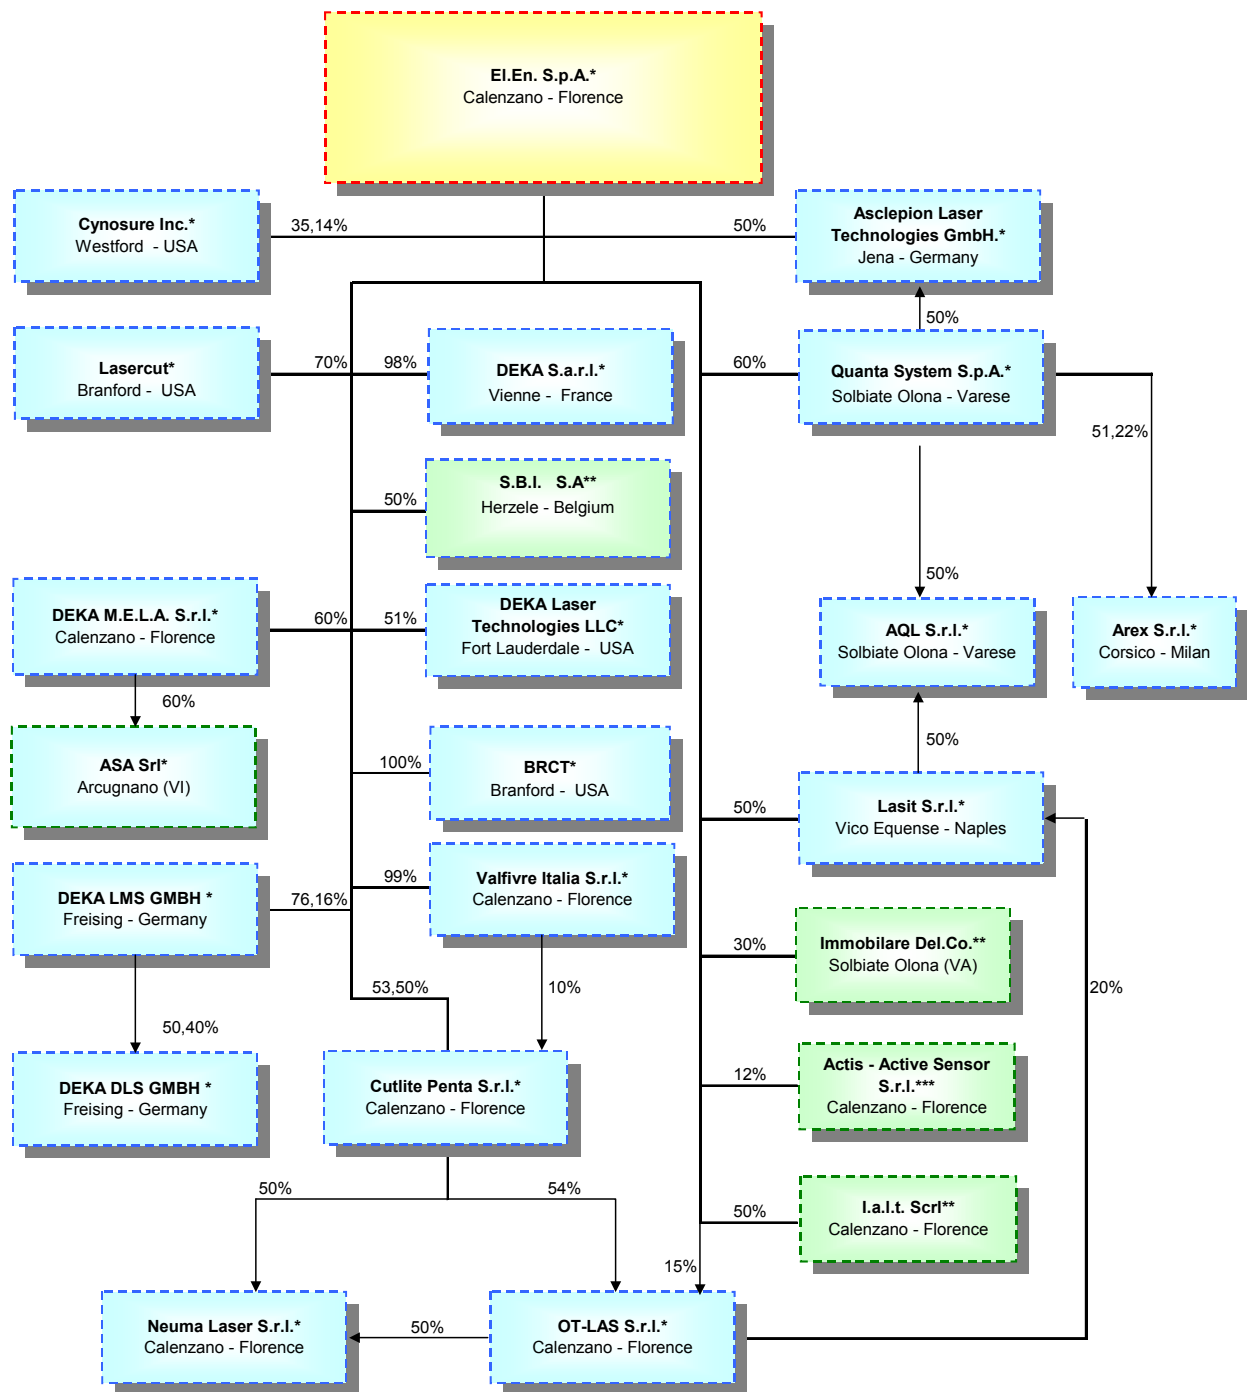 El.En. S.p.A.*
Calenzano - Florence
Cynosure Inc.*
Westford - USA
35,14%
50%
Asclepion Laser
Technologies GmbH.*
Jena - Germany
50%
Lasercut*
Branford - USA
70%
98%
DEKA S.a.r.l.*
Vienne - France
60%
Quanta System S.p.A.*
Solbiate Olona - Varese
51,22%
50%
S.B.I. S.A**
Herzele - Belgium
50%
DEKA M.E.L.A. S.r.l.*
Calenzano - Florence
60%
51%
DEKA Laser
Technologies LLC*
Fort Lauderdale - USA
AQL S.r.l.*
Solbiate Olona - Varese
Arex S.r.l.*
Corsico - Milan
60%
ASA Srl*
Arcugnano (VI)
100%
BRCT*
Branford - USA
50%
50%
Lasit S.r.l.*
Vico Equense - Naples
DEKA LMS GMBH *
Freising - Germany
76,16%
99%
Valfivre Italia S.r.l.*
Calenzano - Florence
30%
Immobilare Del.Co.**
Solbiate Olona (VA)
20%
53,50%
10%
50,40%
DEKA DLS GMBH *
Freising - Germany
Cutlite Penta S.r.l.*
Calenzano - Florence
12%
Actis - Active Sensor
S.r.l.***
Calenzano - Florence
50%
54%
50%
I.a.l.t. Scrl**
Calenzano - Florence
15%
Neuma Laser S.r.l.*
Calenzano - Florence
50%
OT-LAS S.r.l.*
Calenzano - Florence